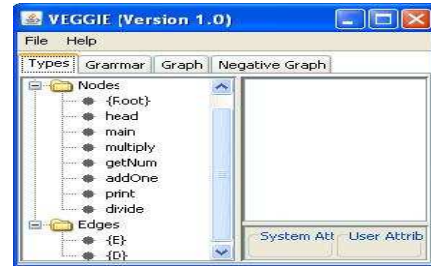 VEGGIE (Version 1.0)
File Help
Types Grammar Graph Negative Graph
Nodes
{Root}
head
main
multiply
getNum
addOne
print
divide
Edges
{E}
{D}
System Att User Attrib